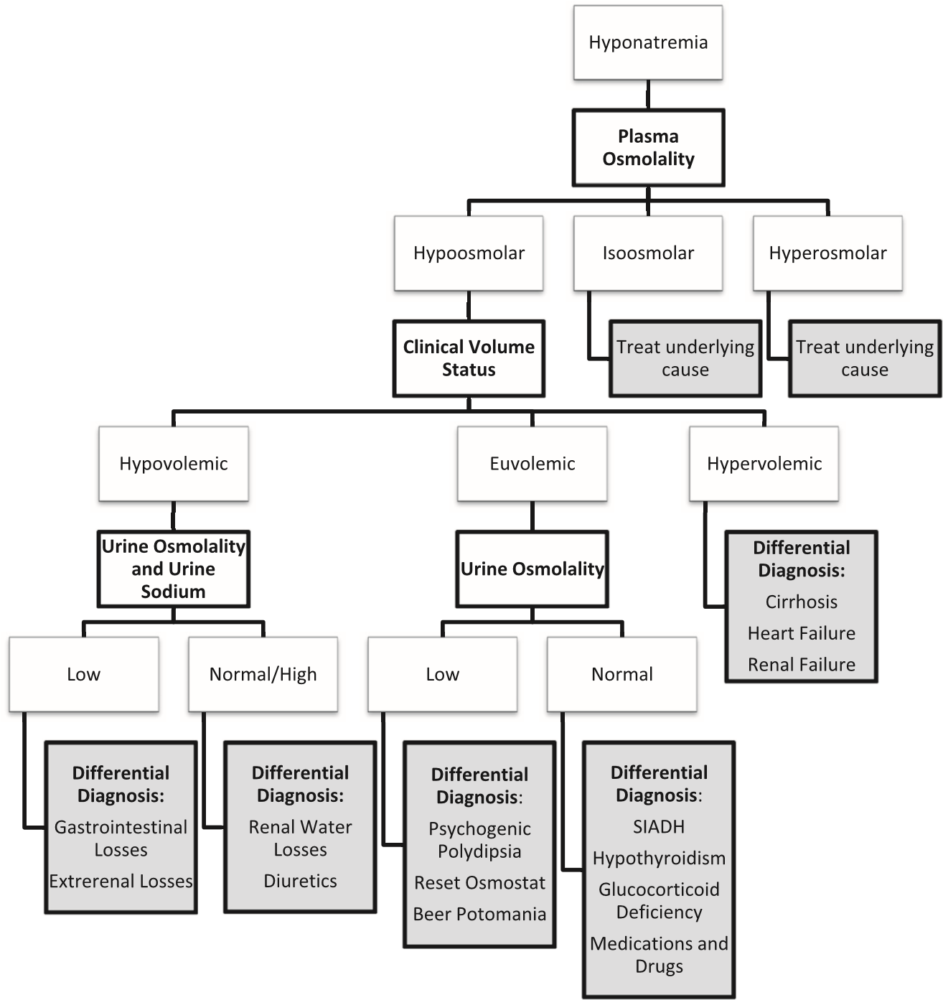 Hyponatremia
Plasma
Osmolality
Hypoosmolar
Isoosmolar
Hyperosmolar
Clinical Volume
Status
Treat underlying
cause
Treat underlying
cause
Hypovolemic
Euvolemic
Hypervolemic
Urine Osmolality
and Urine
Sodium
Urine Osmolality
Differential
Diagnosis:
Cirrhosis
Heart Failure
Renal Failure
Low
Normal/High
Low
Normal
Differential
Diagnosis:
Gastrointestinal
Losses
Extrerenal Losses
Differential
Diagnosis:
Renal Water
Losses
Diuretics
Differential
Diagnosis:
Psychogenic
Polydipsia
Reset Osmostat
Beer Potomania
Differential
Diagnosis:
SIADH
Hypothyroidism
Glucocorticoid
Deficiency
Medications and
Drugs